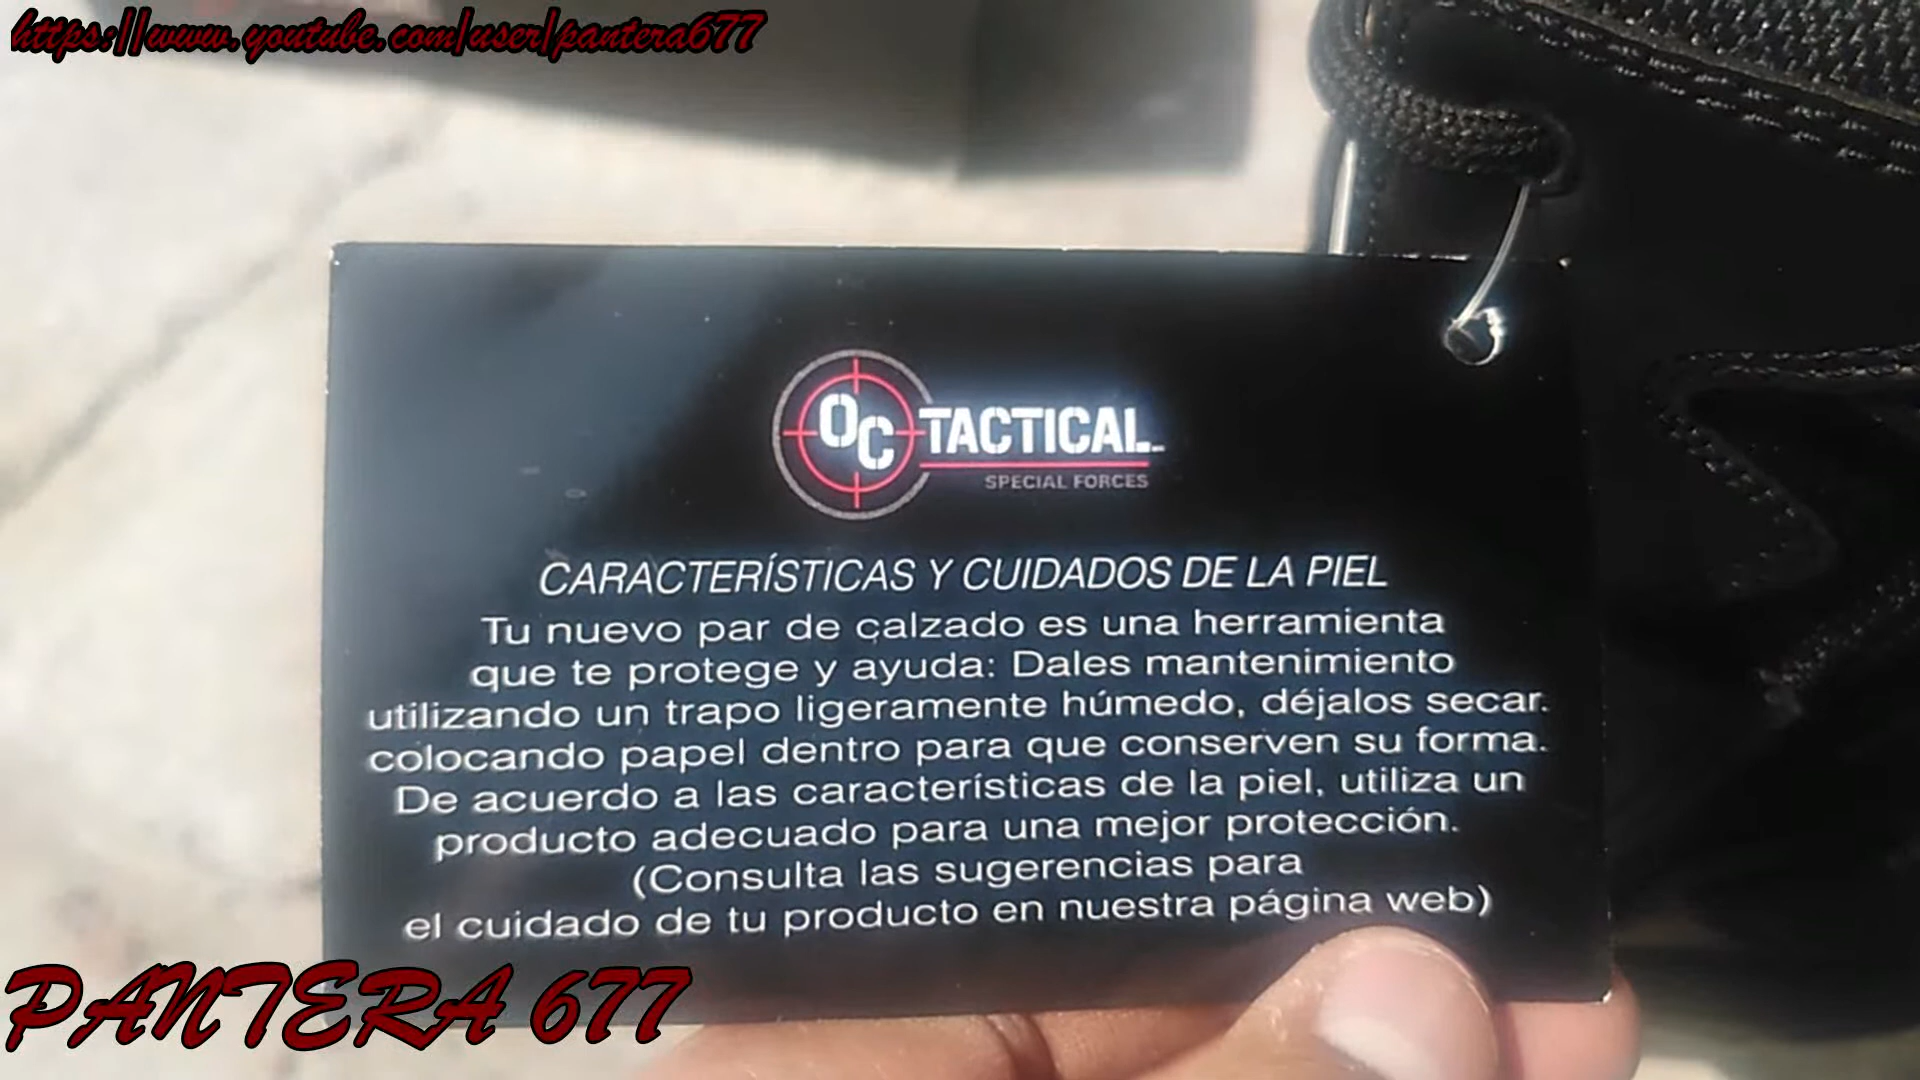 https://www.youtube.com/user/pantera677
OC TACTICAL
SPECIAL FORCES
CARACTERÍSTICAS Y CUIDADOS DE LA PIEL
Tu nuevo par de calzado es una herramienta
que te protege y ayuda: Dales mantenimiento
utilizando un trapo ligeramente húmedo, déjalos secar.
colocando papel dentro para que conserven su forma.
De acuerdo a las características de la piel, utiliza un
producto adecuado para una mejor protección.
(Consulta las sugerencias para
el cuidado de tu producto en nuestra página web)
PANTERA 677